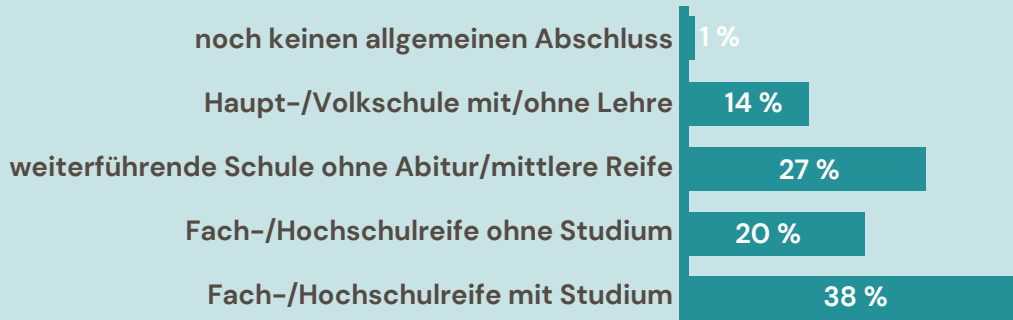 noch keinen allgemeinen Abschluss 1 %
Haupt-/Volkschule mit/ohne Lehre 14 %
weiterführende Schule ohne Abitur/mittlere Reife 27 %
Fach-/Hochschulreife ohne Studium 20 %
Fach-/Hochschulreife mit Studium 38 %